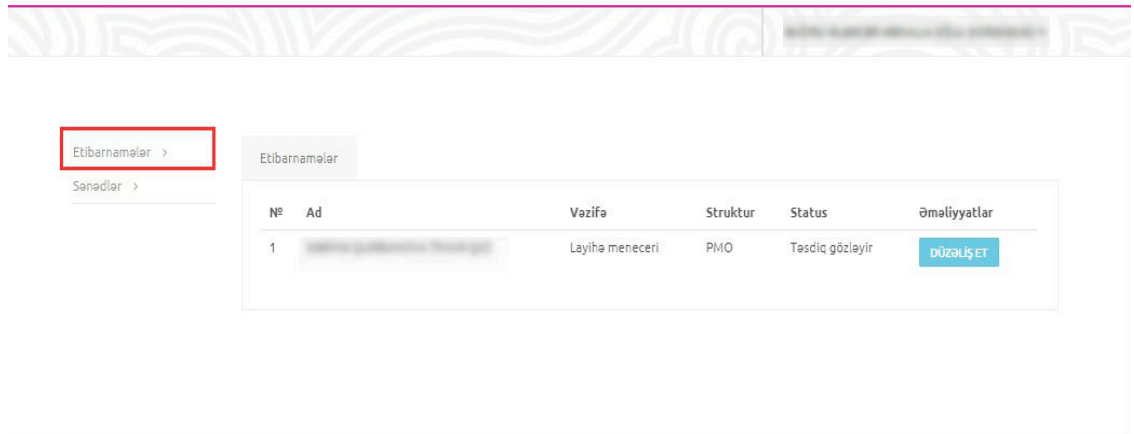 Etibarnamələr >
Sənədlər >
Etibarnamələr
Nº Ad Vəzifə Struktur Status Əməliyyatlar
1 Layihə meneceri PMO Təsdiq gözləyir DÜZƏLİŞ ET